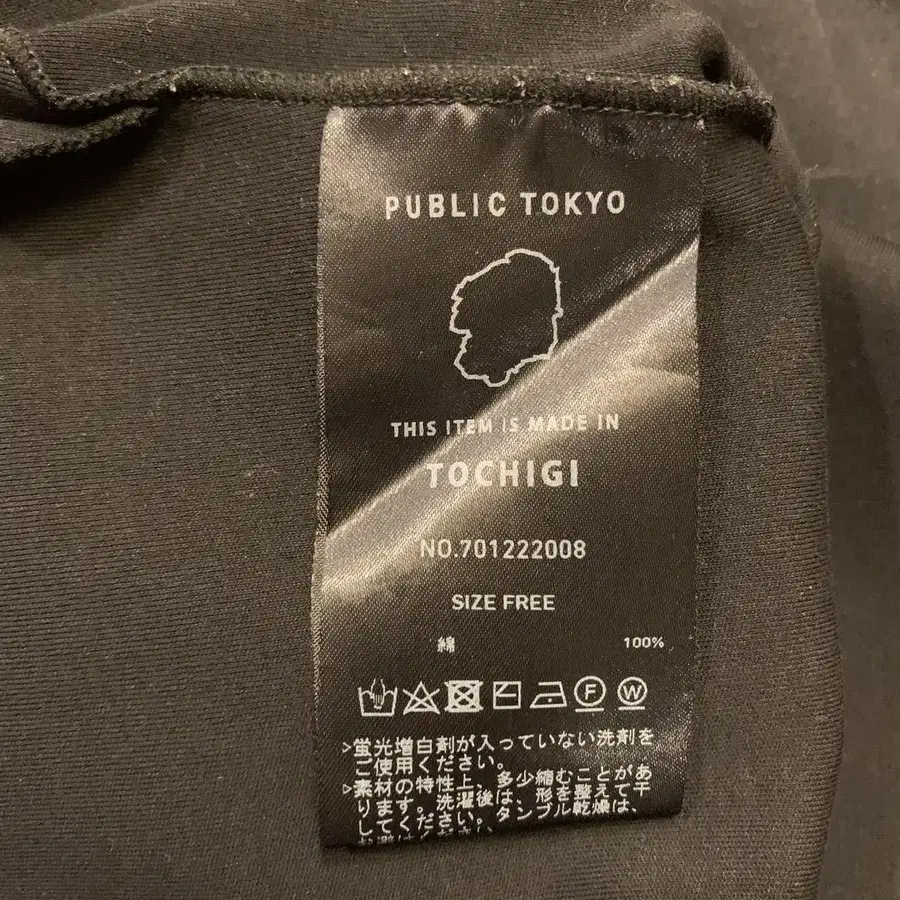 PUBLIC TOKYO
THIS ITEM IS MADE IN
TOCHIGI
NO.701222008
SIZE FREE
綿 100%
F W
>蛍光増白剤が入っていない洗剤を
ご使用ください。
>素材の特性上、多少縮むことがあ
ります。洗濯後は、形を整えて干
してください。タンブル乾燥は、